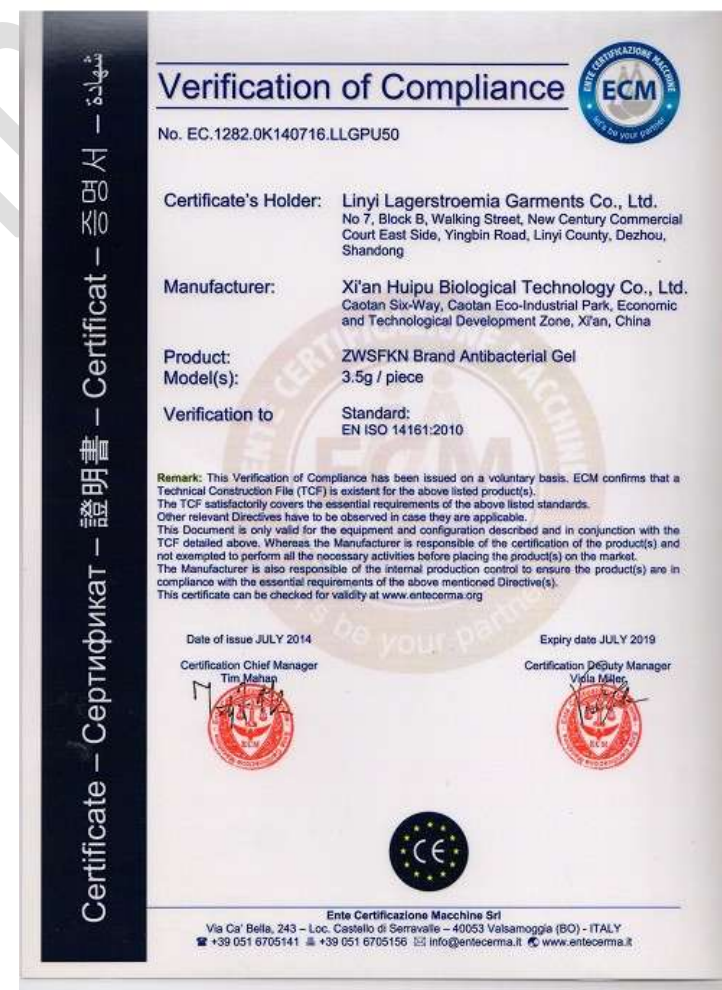 Verification of Compliance
ENTE CERTIFICAZIONE MACCHINE
ECM
let's be your partner
No. EC.1282.0K140716.LLGPU50
Certificate's Holder: Linyi Lagerstroemia Garments Co., Ltd.
No 7, Block B, Walking Street, New Century Commercial
Court East Side, Yingbin Road, Linyi County, Dezhou,
Shandong
Manufacturer: Xi'an Huipu Biological Technology Co., Ltd.
Caotan Six-Way, Caotan Eco-Industrial Park, Economic
and Technological Development Zone, Xi'an, China
Product: ZWSFKN Brand Antibacterial Gel
Model(s): 3.5g / piece
Verification to Standard:
EN ISO 14161:2010
Remark: This Verification of Compliance has been issued on a voluntary basis. ECM confirms that a
Technical Construction File (TCF) is existent for the above listed product(s).
The TCF satisfactorily covers the essential requirements of the above listed standards.
Other relevant Directives have to be observed in case they are applicable.
This Document is only valid for the equipment and configuration described and in conjunction with the
TCF detailed above. Whereas the Manufacturer is responsible of the certification of the product(s) and
not exempted to perform all the necessary activities before placing the product(s) on the market.
The Manufacturer is also responsible of the internal production control to ensure the product(s) are in
compliance with the essential requirements of the above mentioned Directive(s).
This certificate can be checked for validity at www.entecerma.org
Date of issue JULY 2014 Expiry date JULY 2019
Certification Chief Manager Certification Deputy Manager
Tim Mahan Viola Miller
ECM ECM
CE
Ente Certificazione Macchine Srl
Via Ca' Bella, 243 – Loc. Castello di Serravalle – 40053 Valsamoggia (BO) - ITALY
☎ +39 051 6705141 +39 051 6705156 info@entecerma.it www.entecerma.it
Certificate – Сертификат – 證明書 – Certificat – 증명서 – شهادة